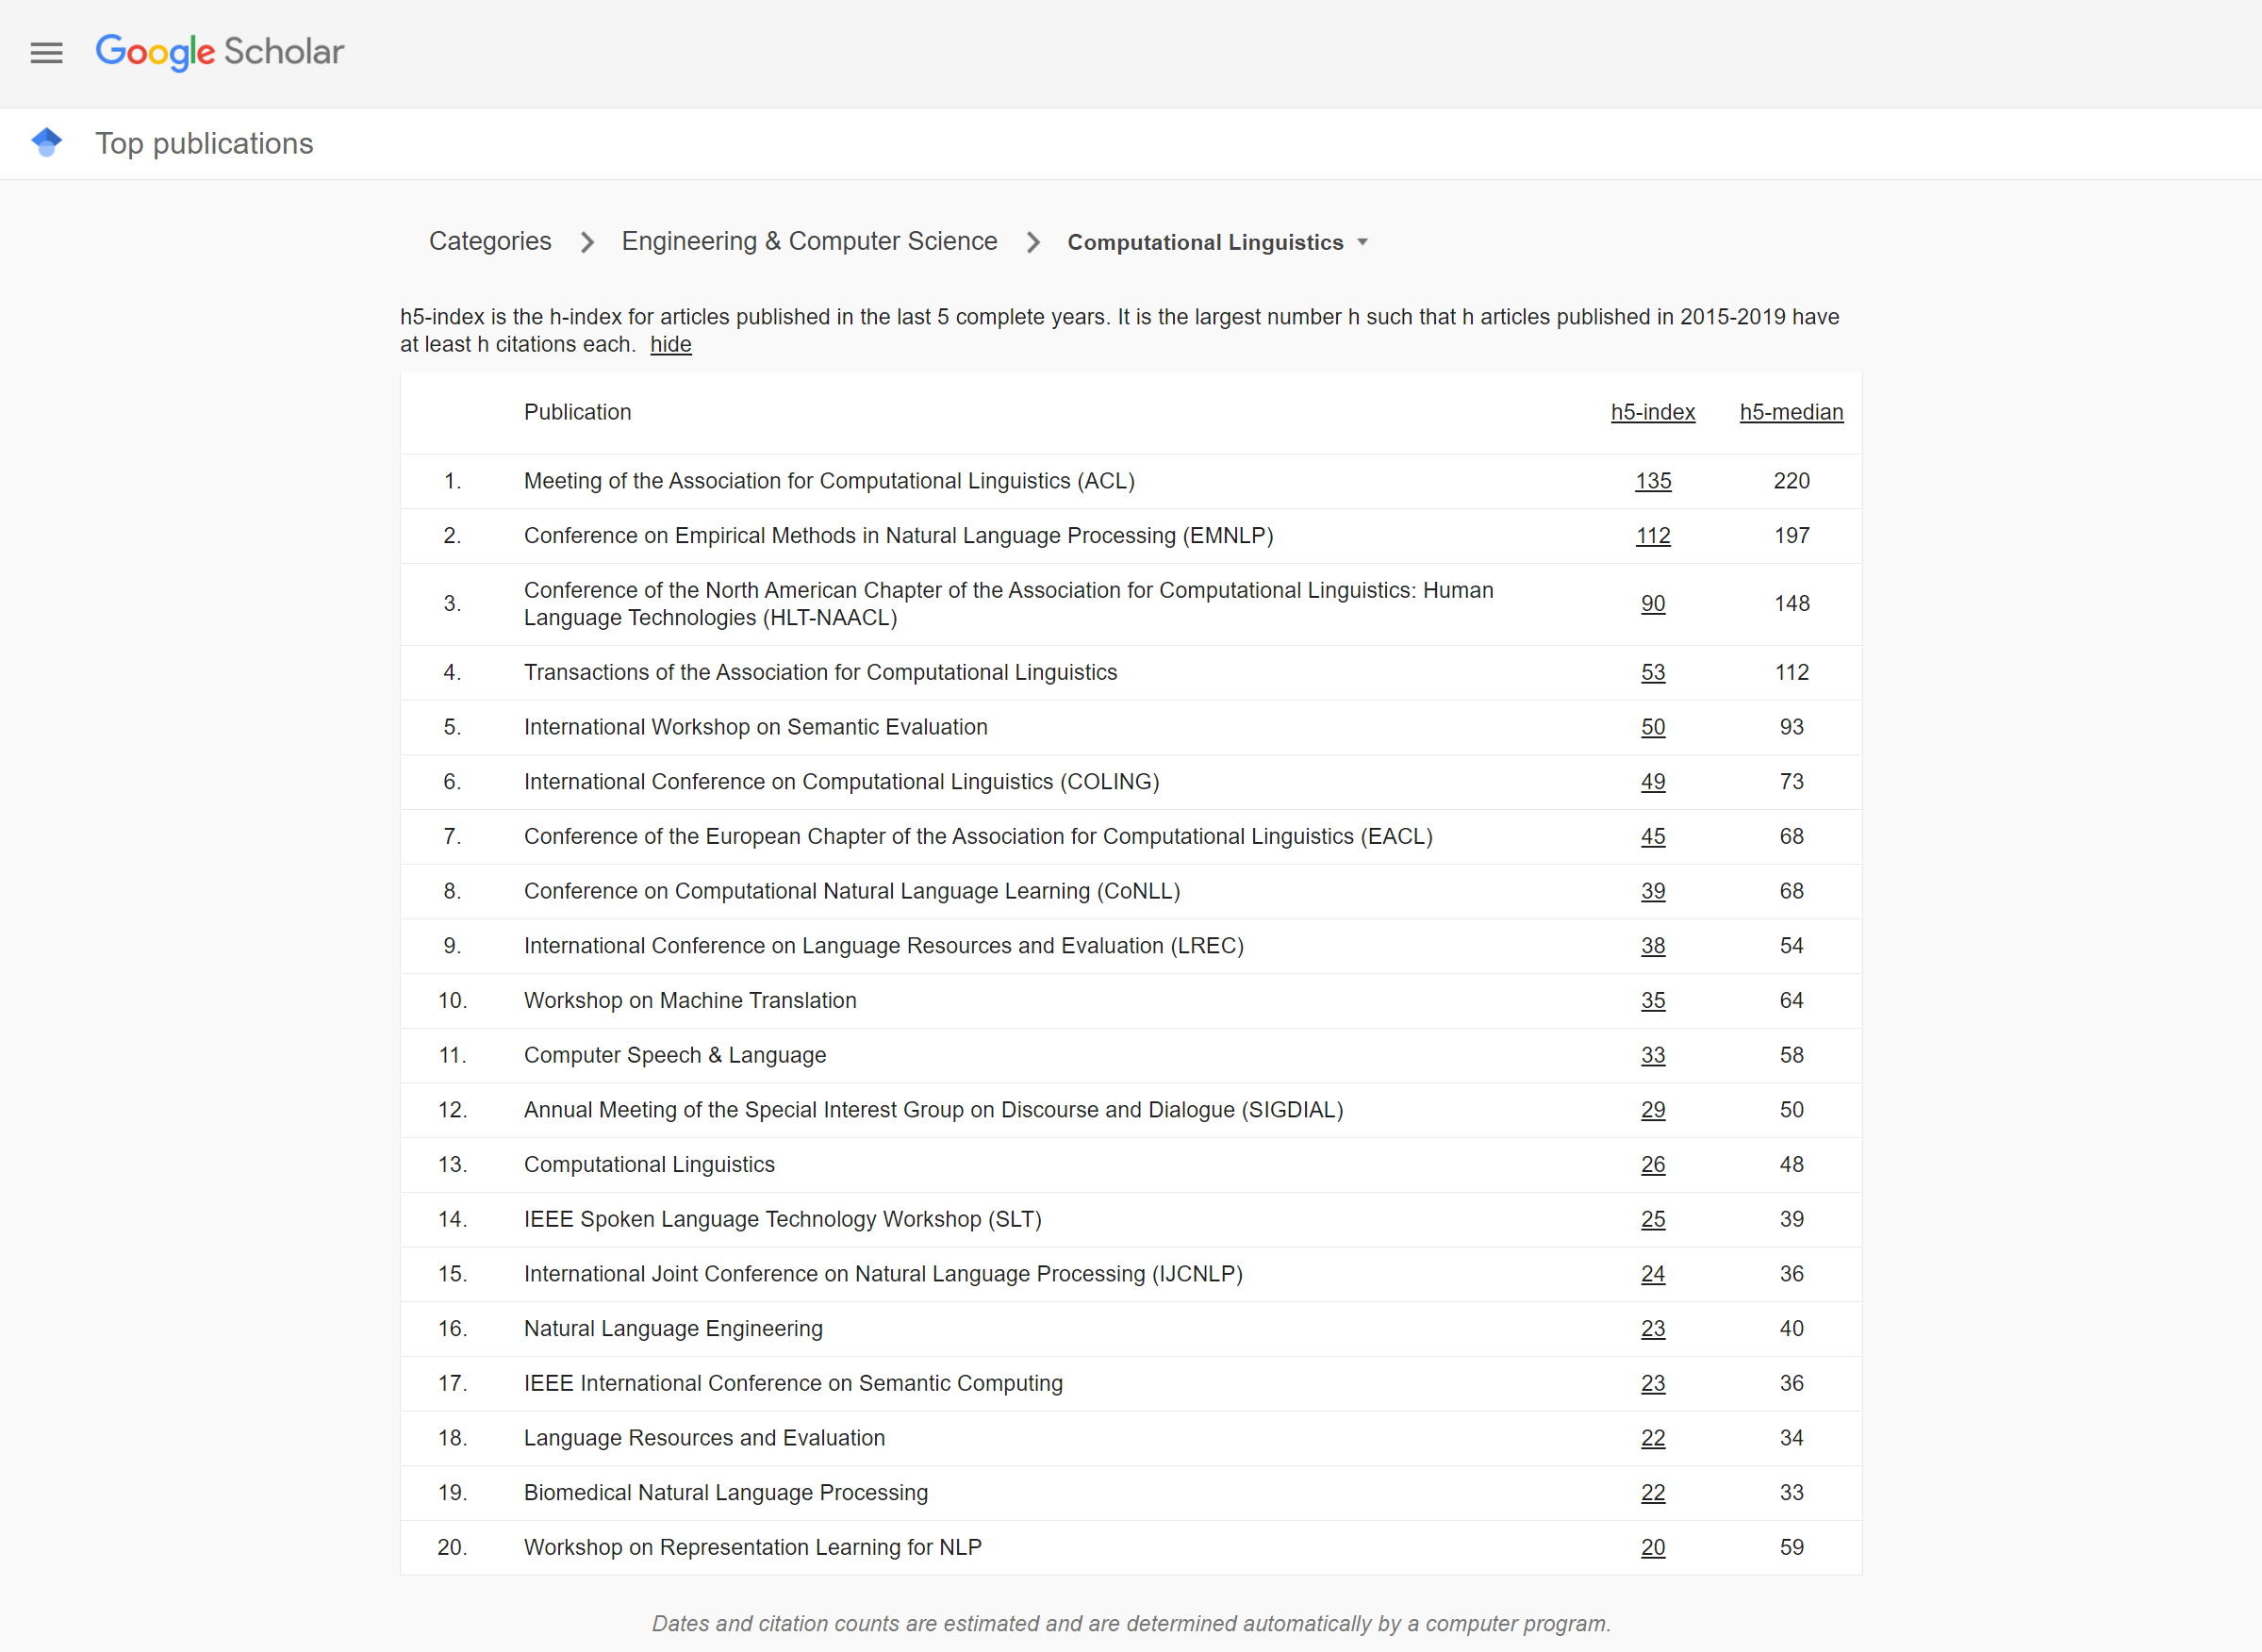 Google Scholar
Top publications
Categories > Engineering & Computer Science > Computational Linguistics
h5-index is the h-index for articles published in the last 5 complete years. It is the largest number h such that h articles published in 2015-2019 have
at least h citations each. hide
Publication h5-index h5-median
1. Meeting of the Association for Computational Linguistics (ACL) 135 220
2. Conference on Empirical Methods in Natural Language Processing (EMNLP) 112 197
3. Conference of the North American Chapter of the Association for Computational Linguistics: Human
Language Technologies (HLT-NAACL) 90 148
4. Transactions of the Association for Computational Linguistics 53 112
5. International Workshop on Semantic Evaluation 50 93
6. International Conference on Computational Linguistics (COLING) 49 73
7. Conference of the European Chapter of the Association for Computational Linguistics (EACL) 45 68
8. Conference on Computational Natural Language Learning (CoNLL) 39 68
9. International Conference on Language Resources and Evaluation (LREC) 38 54
10. Workshop on Machine Translation 35 64
11. Computer Speech & Language 33 58
12. Annual Meeting of the Special Interest Group on Discourse and Dialogue (SIGDIAL) 29 50
13. Computational Linguistics 26 48
14. IEEE Spoken Language Technology Workshop (SLT) 25 39
15. International Joint Conference on Natural Language Processing (IJCNLP) 24 36
16. Natural Language Engineering 23 40
17. IEEE International Conference on Semantic Computing 23 36
18. Language Resources and Evaluation 22 34
19. Biomedical Natural Language Processing 22 33
20. Workshop on Representation Learning for NLP 20 59
Dates and citation counts are estimated and are determined automatically by a computer program.